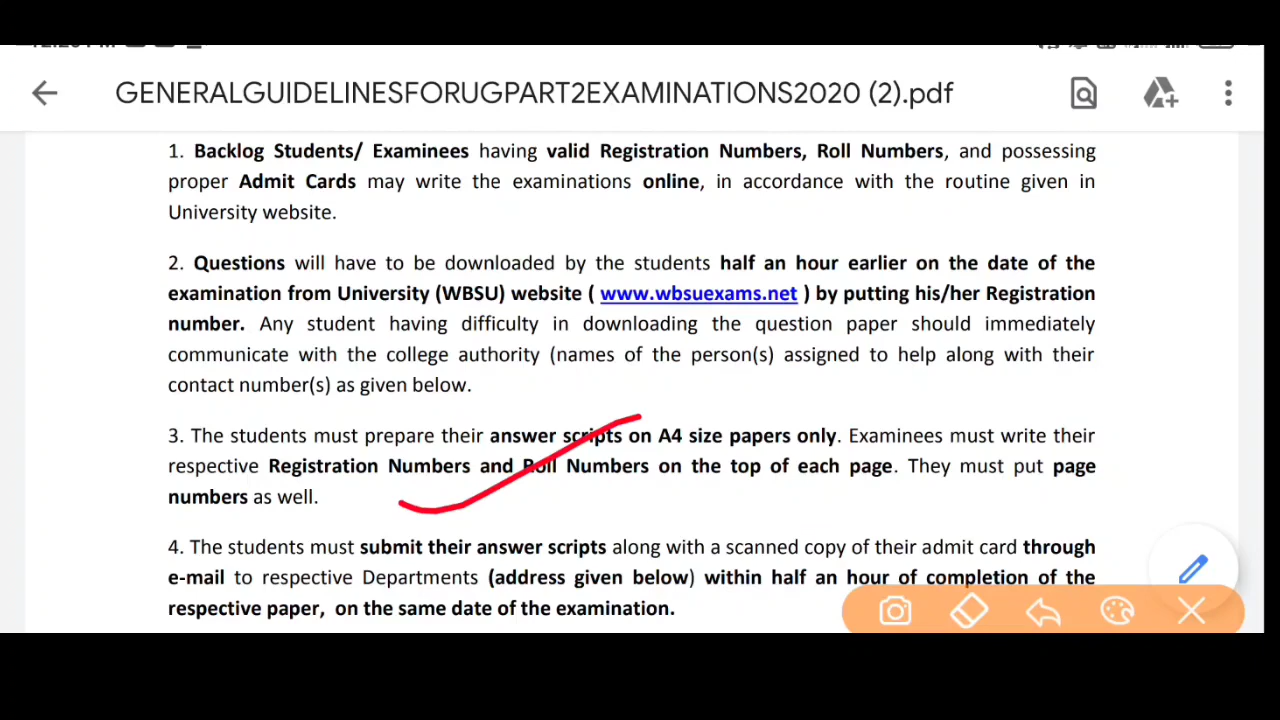 GENERALGUIDELINESFORUGPART2EXAMINATIONS2020 (2).pdf
1. Backlog Students/ Examinees having valid Registration Numbers, Roll Numbers, and possessing
proper Admit Cards may write the examinations online, in accordance with the routine given in
University website.
2. Questions will have to be downloaded by the students half an hour earlier on the date of the
examination from University (WBSU) website ( www.wbsuexams.net ) by putting his/her Registration
number. Any student having difficulty in downloading the question paper should immediately
communicate with the college authority (names of the person(s) assigned to help along with their
contact number(s) as given below.
3. The students must prepare their answer scripts on A4 size papers only. Examinees must write their
respective Registration Numbers and Roll Numbers on the top of each page. They must put page
numbers as well.
4. The students must submit their answer scripts along with a scanned copy of their admit card through
e-mail to respective Departments (address given below) within half an hour of completion of the
respective paper, on the same date of the examination.